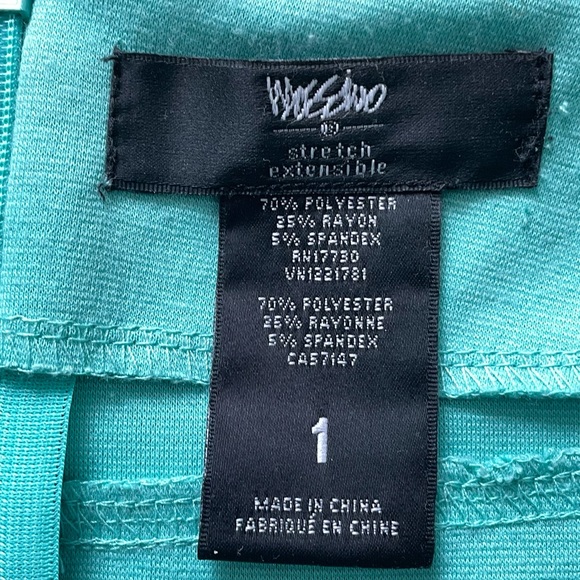 Mossimo
stretch
extensible
70% POLYESTER
25% RAYON
5% SPANDEX
RN17730
VN1221781
70% POLYESTER
25% RAYONNE
5% SPANDEX
CA57147
1
MADE IN CHINA
FABRIQUÉ EN CHINE